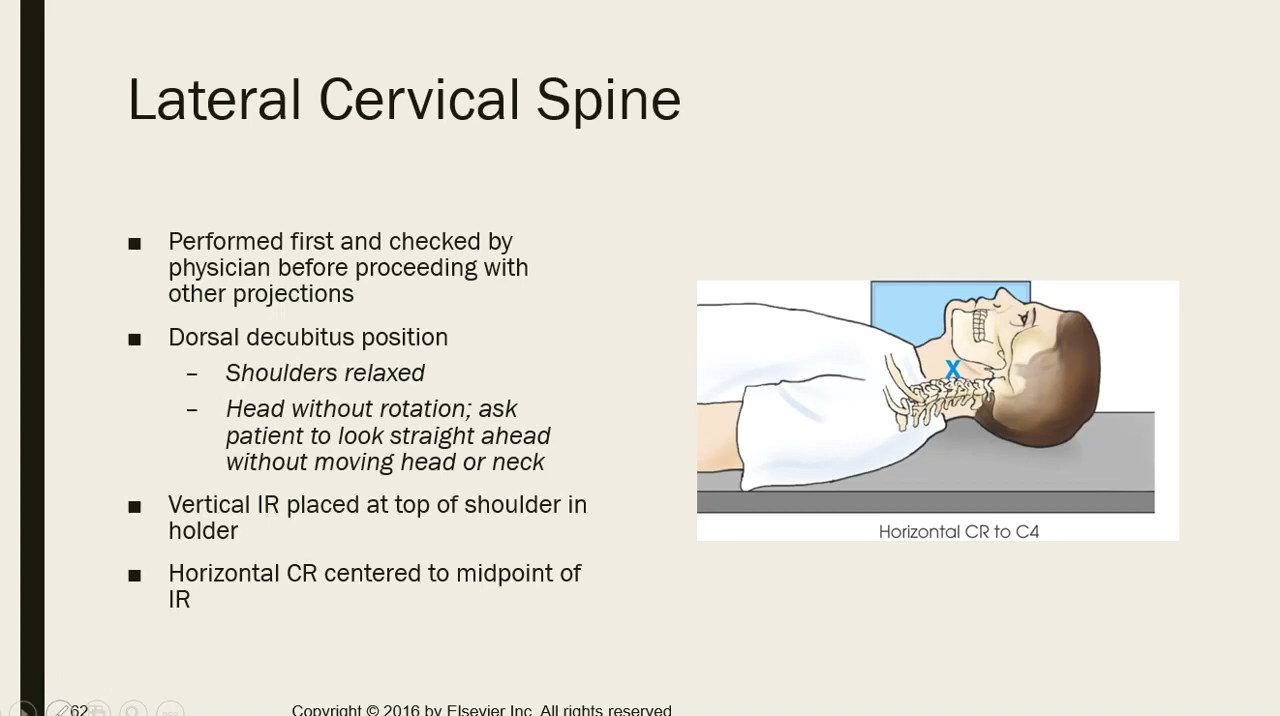 Lateral Cervical Spine
■ Performed first and checked by
physician before proceeding with
other projections
■ Dorsal decubitus position
– Shoulders relaxed
– Head without rotation; ask
patient to look straight ahead
without moving head or neck
■ Vertical IR placed at top of shoulder in
holder
■ Horizontal CR centered to midpoint of
IR
X
Horizontal CR to C4
62
Copyright © 2016 by Elsevier Inc. All rights reserved